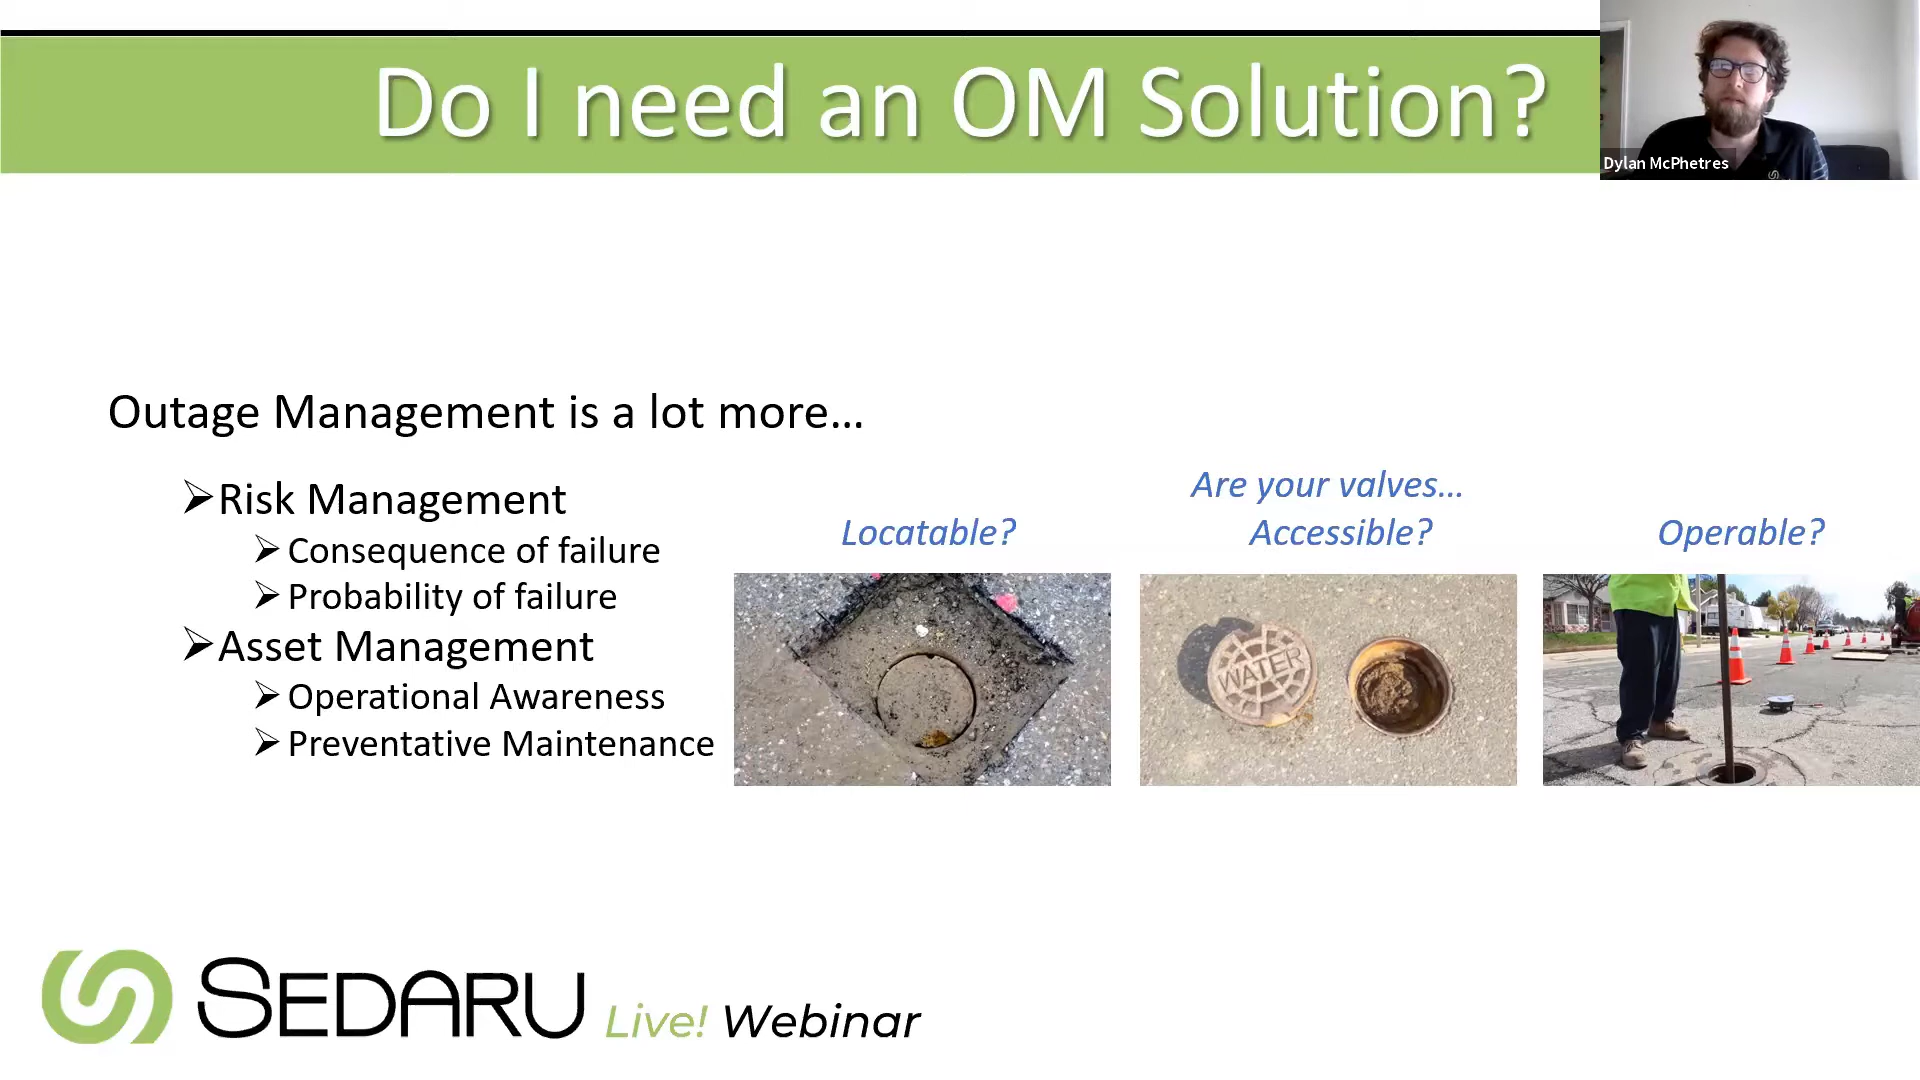 Do I need an OM Solution?
Dylan McPhetres
Outage Management is a lot more...
Risk Management
Consequence of failure
Probability of failure
Asset Management
Operational Awareness
Preventative Maintenance
Are your valves...
Locatable?
Accessible?
Operable?
WATER
SEDARU Live! Webinar